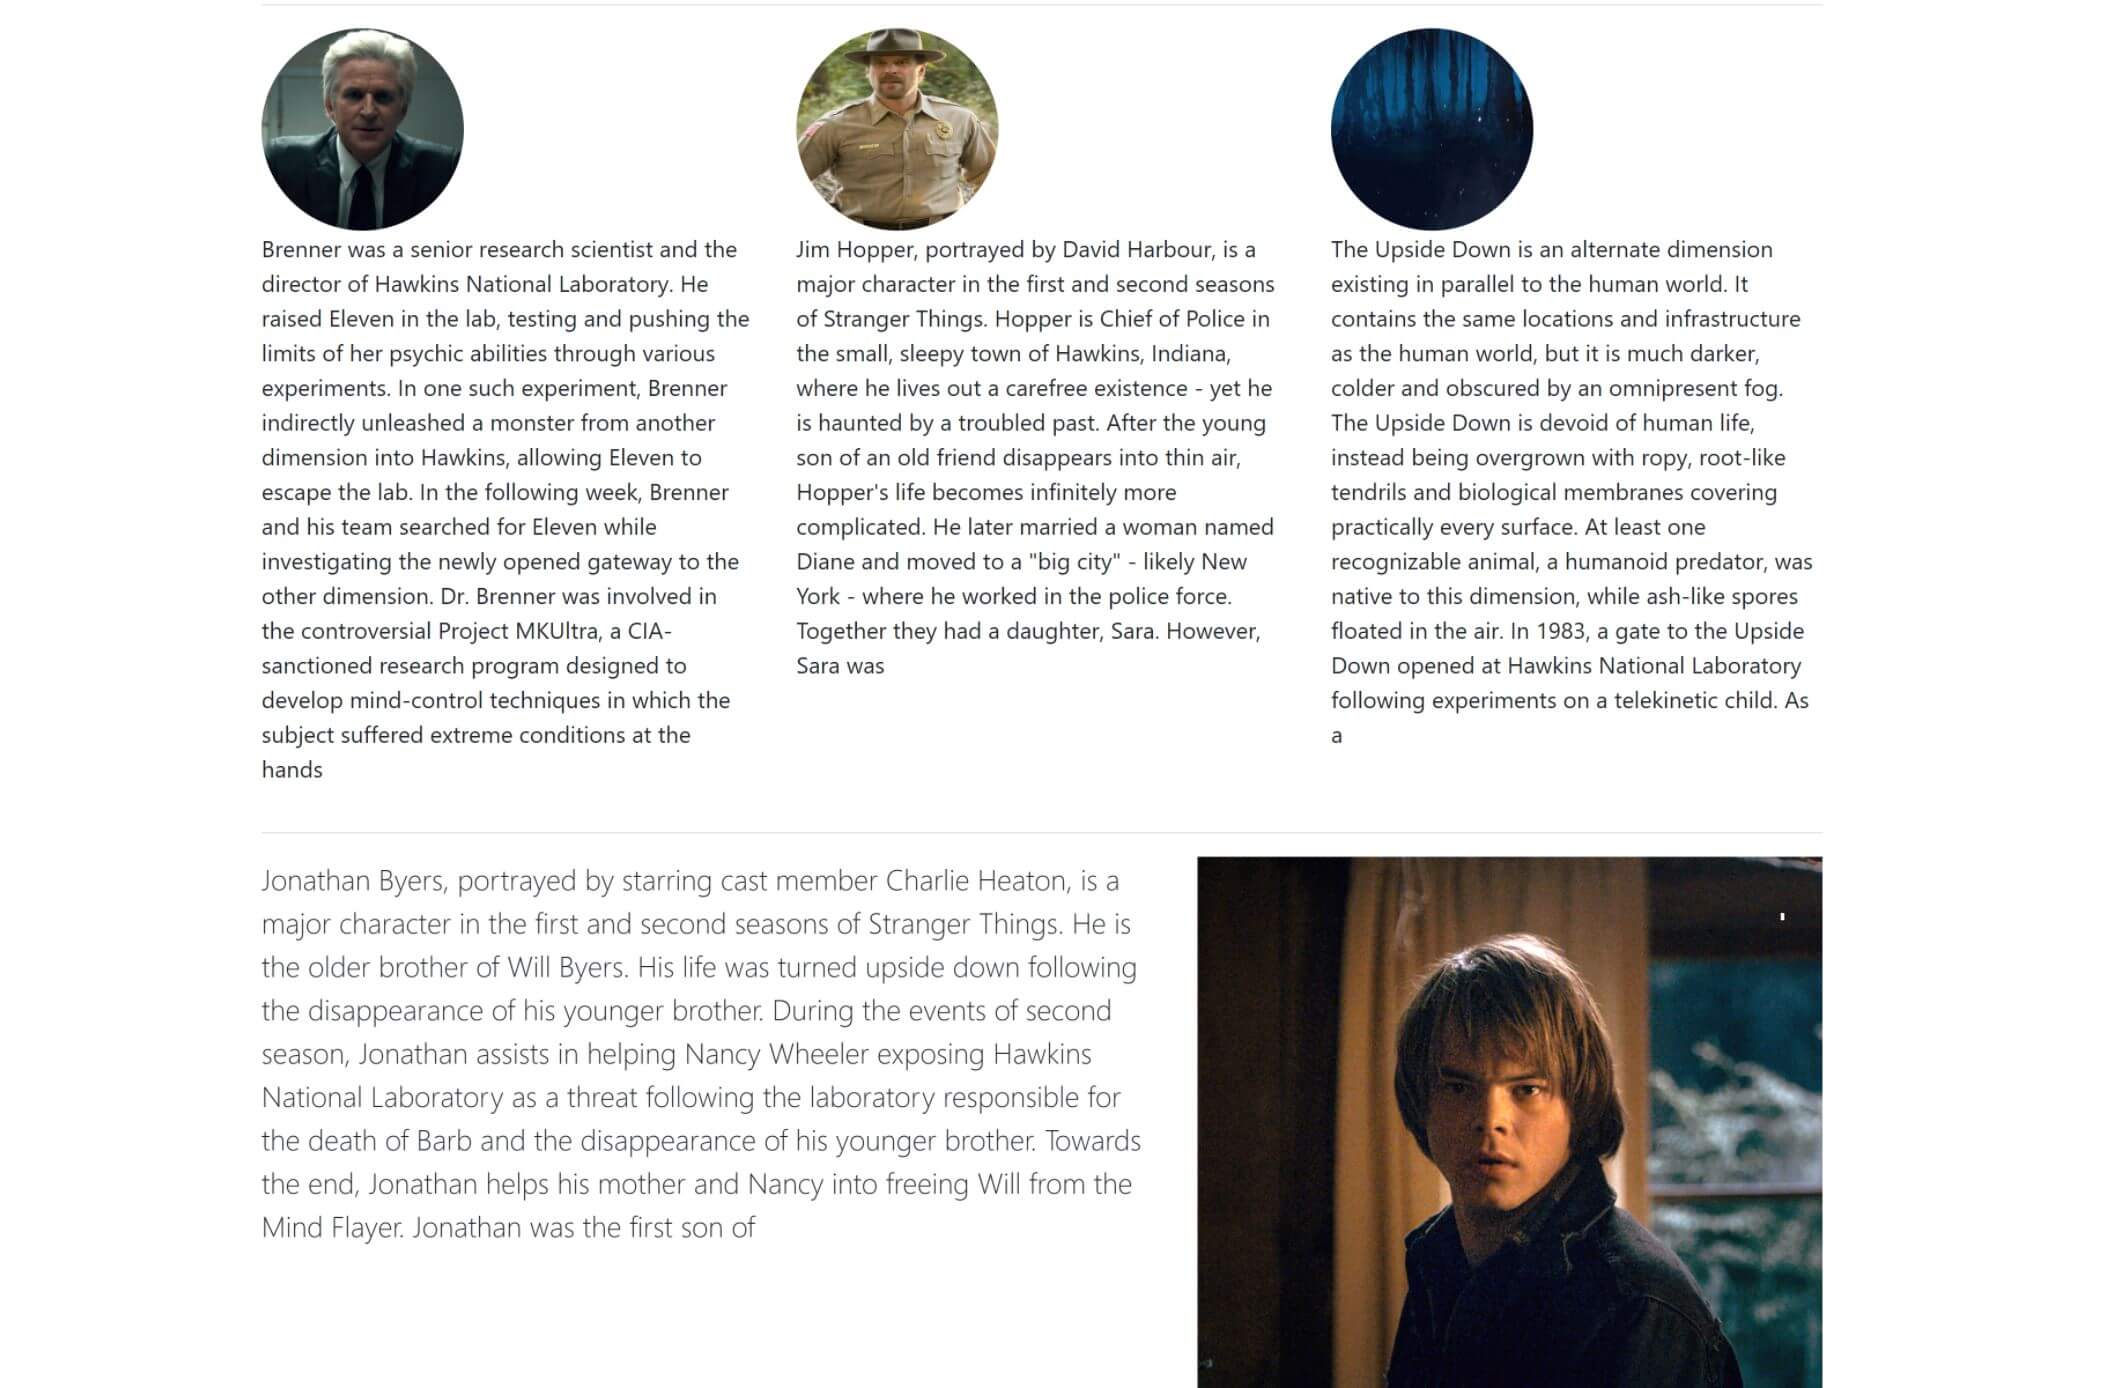 Brenner was a senior research scientist and the
director of Hawkins National Laboratory. He
raised Eleven in the lab, testing and pushing the
limits of her psychic abilities through various
experiments. In one such experiment, Brenner
indirectly unleashed a monster from another
dimension into Hawkins, allowing Eleven to
escape the lab. In the following week, Brenner
and his team searched for Eleven while
investigating the newly opened gateway to the
other dimension. Dr. Brenner was involved in
the controversial Project MKUltra, a CIA-
sanctioned research program designed to
develop mind-control techniques in which the
subject suffered extreme conditions at the
hands
Jim Hopper, portrayed by David Harbour, is a
major character in the first and second seasons
of Stranger Things. Hopper is Chief of Police in
the small, sleepy town of Hawkins, Indiana,
where he lives out a carefree existence - yet he
is haunted by a troubled past. After the young
son of an old friend disappears into thin air,
Hopper's life becomes infinitely more
complicated. He later married a woman named
Diane and moved to a "big city" - likely New
York - where he worked in the police force.
Together they had a daughter, Sara. However,
Sara was
The Upside Down is an alternate dimension
existing in parallel to the human world. It
contains the same locations and infrastructure
as the human world, but it is much darker,
colder and obscured by an omnipresent fog.
The Upside Down is devoid of human life,
instead being overgrown with ropy, root-like
tendrils and biological membranes covering
practically every surface. At least one
recognizable animal, a humanoid predator, was
native to this dimension, while ash-like spores
floated in the air. In 1983, a gate to the Upside
Down opened at Hawkins National Laboratory
following experiments on a telekinetic child. As
a
Jonathan Byers, portrayed by starring cast member Charlie Heaton, is a
major character in the first and second seasons of Stranger Things. He is
the older brother of Will Byers. His life was turned upside down following
the disappearance of his younger brother. During the events of second
season, Jonathan assists in helping Nancy Wheeler exposing Hawkins
National Laboratory as a threat following the laboratory responsible for
the death of Barb and the disappearance of his younger brother. Towards
the end, Jonathan helps his mother and Nancy into freeing Will from the
Mind Flayer. Jonathan was the first son of